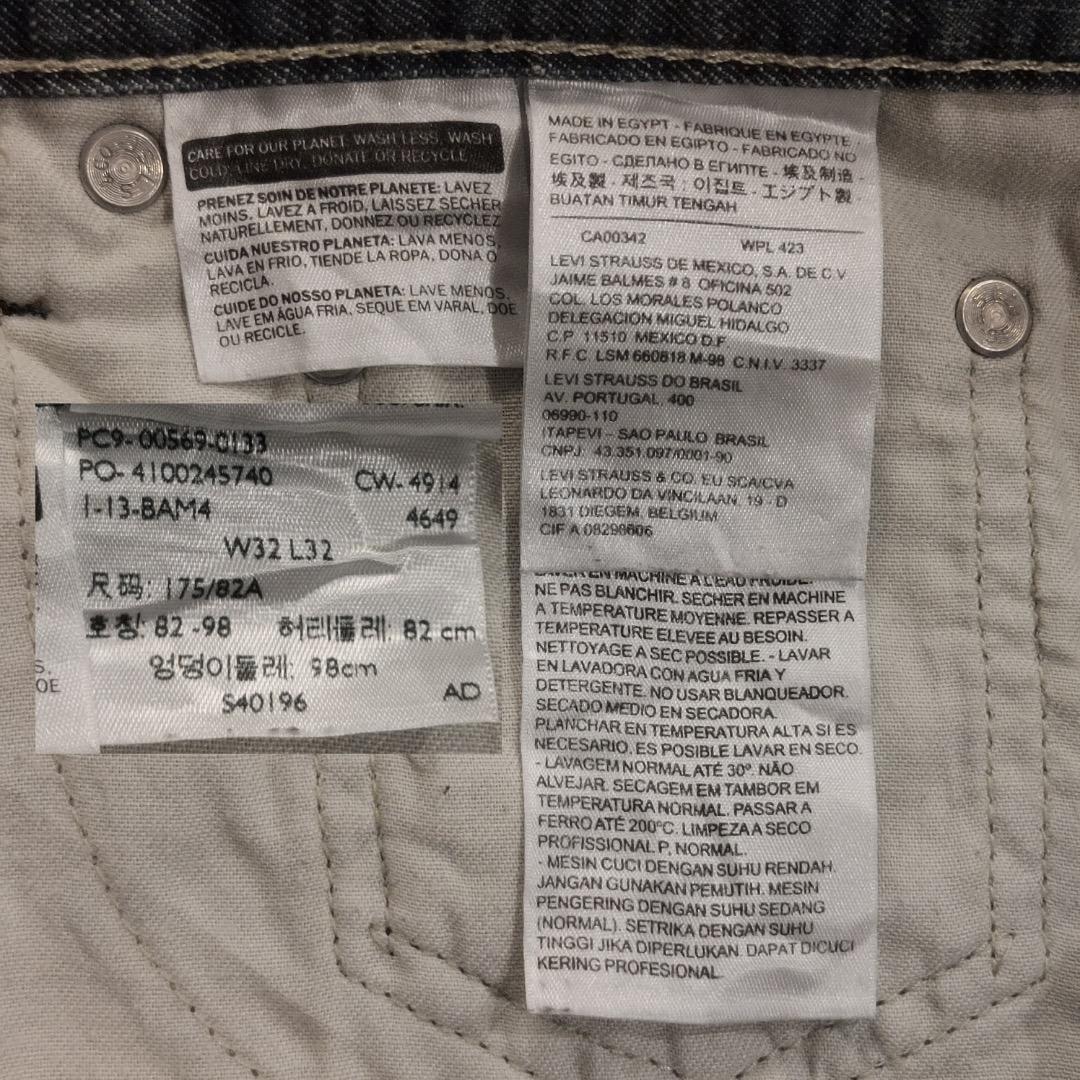 CARE FOR OUR PLANET: WASH LESS, WASH
COLD, LINE DRY, DONATE OR RECYCLE
PRENEZ SOIN DE NOTRE PLANETE: LAVEZ
MOINS, LAVEZ A FROID, LAISSEZ SECHER
NATURELLEMENT, DONNEZ OU RECYCLEZ
CUIDA NUESTRO PLANETA: LAVA MENOS,
LAVA EN FRIO, TIENDE LA ROPA, DONA O
RECICLA.
CUIDE DO NOSSO PLANETA: LAVE MENOS,
LAVE EM ÁGUA FRIA, SEQUE EM VARAL, DOE
OU RECICLE.
PC9-00569-0133
PO- 4100245740 CW- 4914
1-13-BAM4 4649
W32 L32
尺码: 175/82A
호칭: 82 -98 허리둘레: 82 cm
엉덩이둘레: 98cm
S40196 AD
S.
OE
MADE IN EGYPT - FABRIQUE EN EGYPTE
FABRICADO EN EGIPTO - FABRICADO NO
EGITO - СДЕЛАНО В ЕГИПТЕ - 埃及制造 -
埃及製 - 제조국 : 이집트 - エジプト製
BUATAN TIMUR TENGAH
CA00342 WPL 423
LEVI STRAUSS DE MEXICO, S.A. DE C.V
JAIME BALMES # 8 OFICINA 502
COL. LOS MORALES POLANCO
DELEGACION MIGUEL HIDALGO
C.P. 11510 MEXICO D.F.
R.F.C. LSM 660818 M-98 C.N.I.V. 3337
LEVI STRAUSS DO BRASIL
AV. PORTUGAL, 400
06990-110
ITAPEVI - SAO PAULO BRASIL
CNPJ: 43.351.097/0001-90
LEVI STRAUSS & CO. EU SCA/CVA
LEONARDO DA VINCILAAN, 19 - D
1831 DIEGEM, BELGIUM
CIF A 08298606
LAVER EN MACHINE A L'EAU FROIDE.
NE PAS BLANCHIR. SECHER EN MACHINE
A TEMPERATURE MOYENNE. REPASSER A
TEMPERATURE ELEVEE AU BESOIN.
NETTOYAGE A SEC POSSIBLE. - LAVAR
EN LAVADORA CON AGUA FRIA Y
DETERGENTE. NO USAR BLANQUEADOR.
SECADO MEDIO EN SECADORA.
PLANCHAR EN TEMPERATURA ALTA SI ES
NECESARIO. ES POSIBLE LAVAR EN SECO.
- LAVAGEM NORMAL ATÉ 30º. NÃO
ALVEJAR. SECAGEM EM TAMBOR EM
TEMPERATURA NORMAL. PASSAR A
FERRO ATÉ 200ºC. LIMPEZA A SECO
PROFISSIONAL P, NORMAL.
- MESIN CUCI DENGAN SUHU RENDAH.
JANGAN GUNAKAN PEMUTIH. MESIN
PENGERING DENGAN SUHU SEDANG
(NORMAL). SETRIKA DENGAN SUHU
TINGGI JIKA DIPERLUKAN. DAPAT DICUCI
KERING PROFESIONAL.